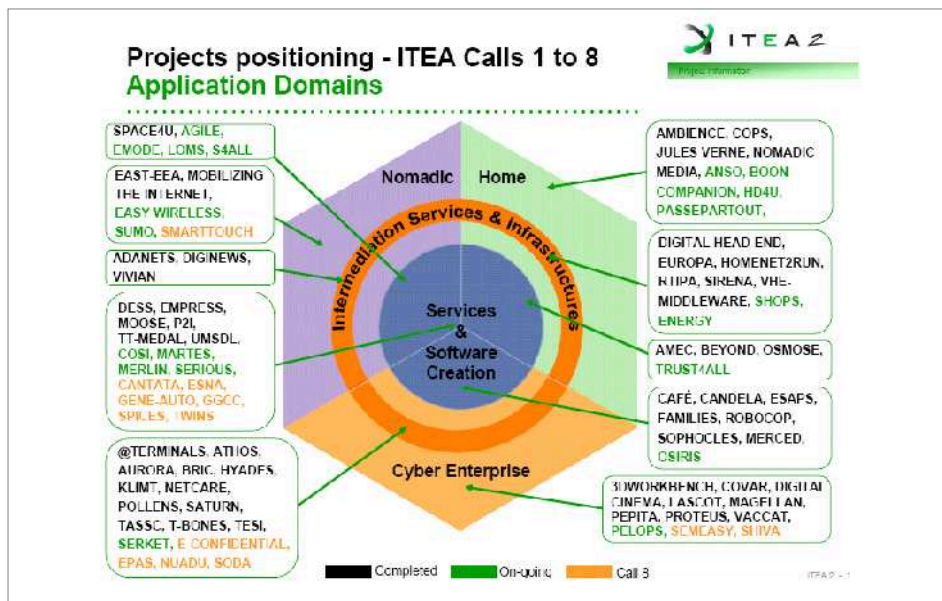 Projects positioning - ITEA Calls 1 to 8
Application Domains
ITEA2
Project Information
SPACE4U, AGILE,
EMODE, LOMS, S4ALL
EAST-EEA, MOBILIZING
THE INTERNET,
EASY WIRELESS,
SUMO, SMARTTOUCH
ADANETS, DIGINEWS,
VIVIAN
DESS, EMPRESS,
MOOSE, P2I,
TT-MEDAL, UMSDL,
COSI, MARTES,
MERLIN, SERIOUS,
CANTATA, ESNA,
GENE-AUTO, GGCC,
SPICES, TWINS
@TERMINALS, ATHOS,
AURORA, BRIC, HYADES,
KLIMT, NETCARE,
POLLENS, SATURN,
TASSC, T-BONES, TESI,
SERKET, E CONFIDENTIAL,
EPAS, NUADU, SODA
Nomadic
Home
Intermediation Services & Infrastructures
Services
&
Software
Creation
Cyber Enterprise
AMBIENCE, COPS,
JULES VERNE, NOMADIC
MEDIA, ANSO, BOON
COMPANION, HD4U,
PASSEPARTOUT,
DIGITAL HEAD END,
EUROPA, HOMENET2RUN,
RTIPA, SIRENA, VHE-
MIDDLEWARE, SHOPS,
ENERGY
AMEC, BEYOND, OSMOSE,
TRUST4ALL
CAFÉ, CANDELA, ESAPS,
FAMILIES, ROBOCOP,
SOPHOCLES, MERCED,
OSIRIS
3DWORKBENCH, COVAR, DIGITAL
CINEMA, LASCOT, MAGELLAN,
PEPITA, PROTEUS, VACCAT,
PELOPS, SEMEASY, SHIVA
Completed
On-going
Call 8
ITEA 2 - 1